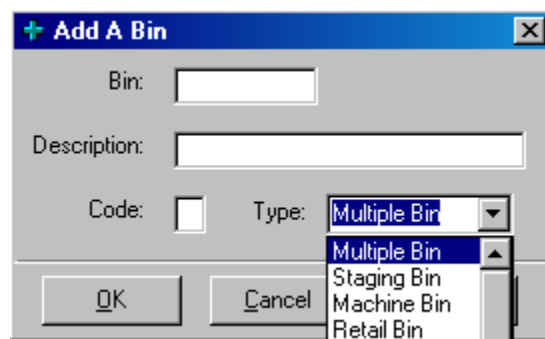 Add A Bin
Bin:
Description:
Code: Type: Multiple Bin
Multiple Bin
Staging Bin
OK Cancel Machine Bin
Retail Bin